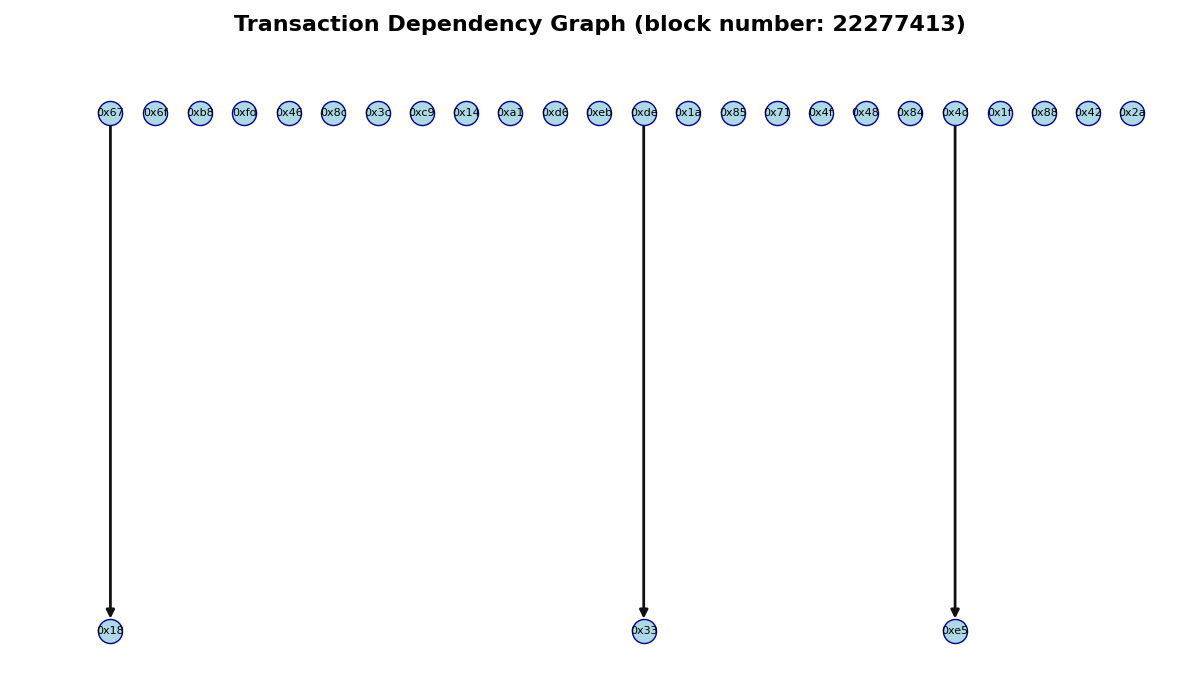 Transaction Dependency Graph (block number: 22277413)
0x67 0x6f 0xb8 0xfd 0x46 0x8c 0x3c 0xc9 0x14 0xa1 0xd6 0xeb 0xde 0x1a 0x85 0x71 0x4f 0x48 0x84 0x4d 0x1f 0x88 0x42 0x2a
0x18 0x33 0xe5